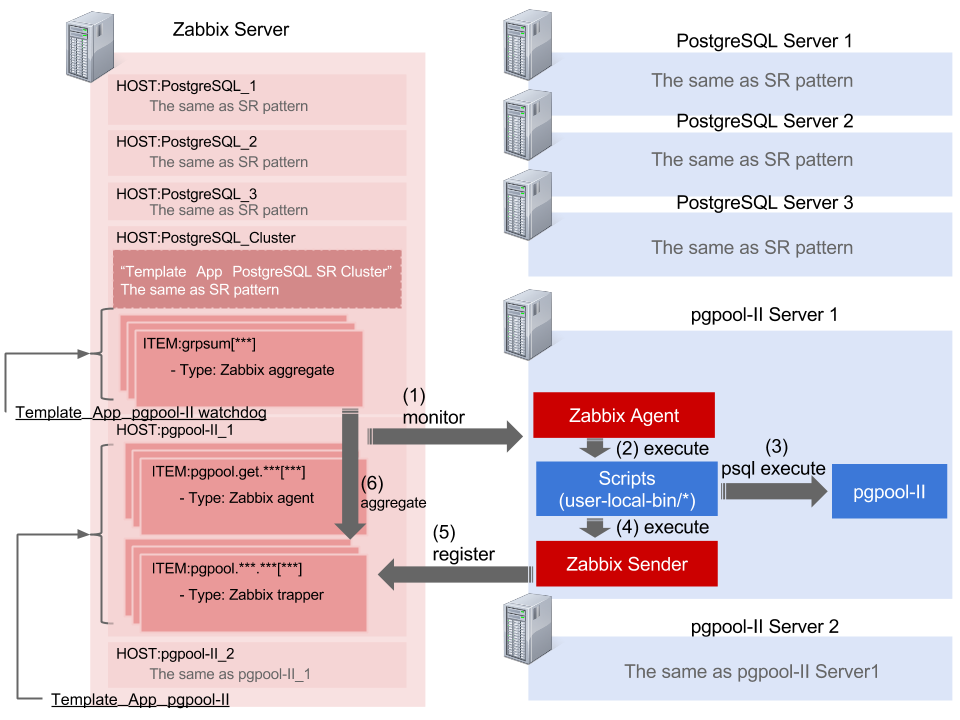 Zabbix Server
HOST:PostgreSQL_1
The same as SR pattern
HOST:PostgreSQL_2
The same as SR pattern
HOST:PostgreSQL_3
The same as SR pattern
HOST:PostgreSQL_Cluster
“Template App PostgreSQL SR Cluster”
The same as SR pattern
ITEM:grpsum[***]
- Type: Zabbix aggregate
Template_App_pgpool-II watchdog
HOST:pgpool-II_1
ITEM:pgpool.get.***[***]
- Type: Zabbix agent
ITEM:pgpool.***.***[***]
- Type: Zabbix trapper
HOST:pgpool-II_2
The same as pgpool-II_1
Template_App_pgpool-II
(1)
monitor
(6)
aggregate
(5)
register
PostgreSQL Server 1
The same as SR pattern
PostgreSQL Server 2
The same as SR pattern
PostgreSQL Server 3
The same as SR pattern
pgpool-II Server 1
Zabbix Agent
(2) execute
Scripts
(user-local-bin/*)
(3)
psql execute
pgpool-II
(4) execute
Zabbix Sender
pgpool-II Server 2
The same as pgpool-II Server1